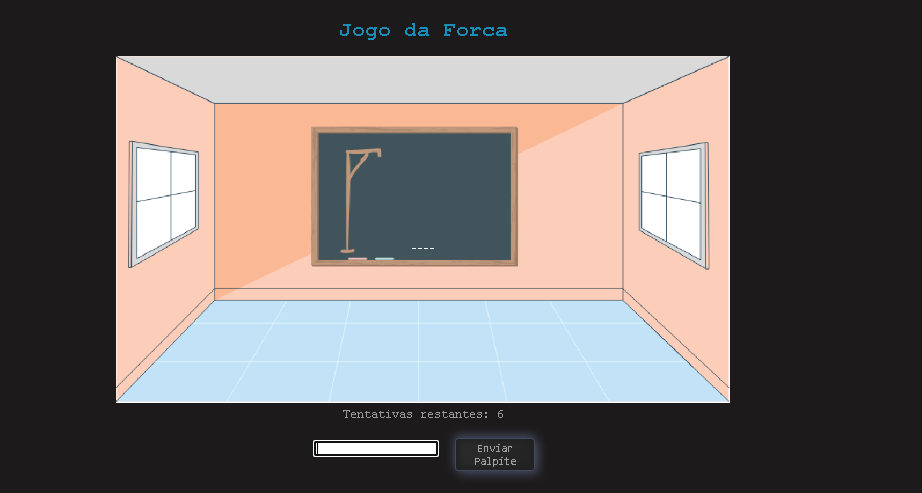 Jogo da Forca
----
Tentativas restantes: 6
Enviar
Palpite